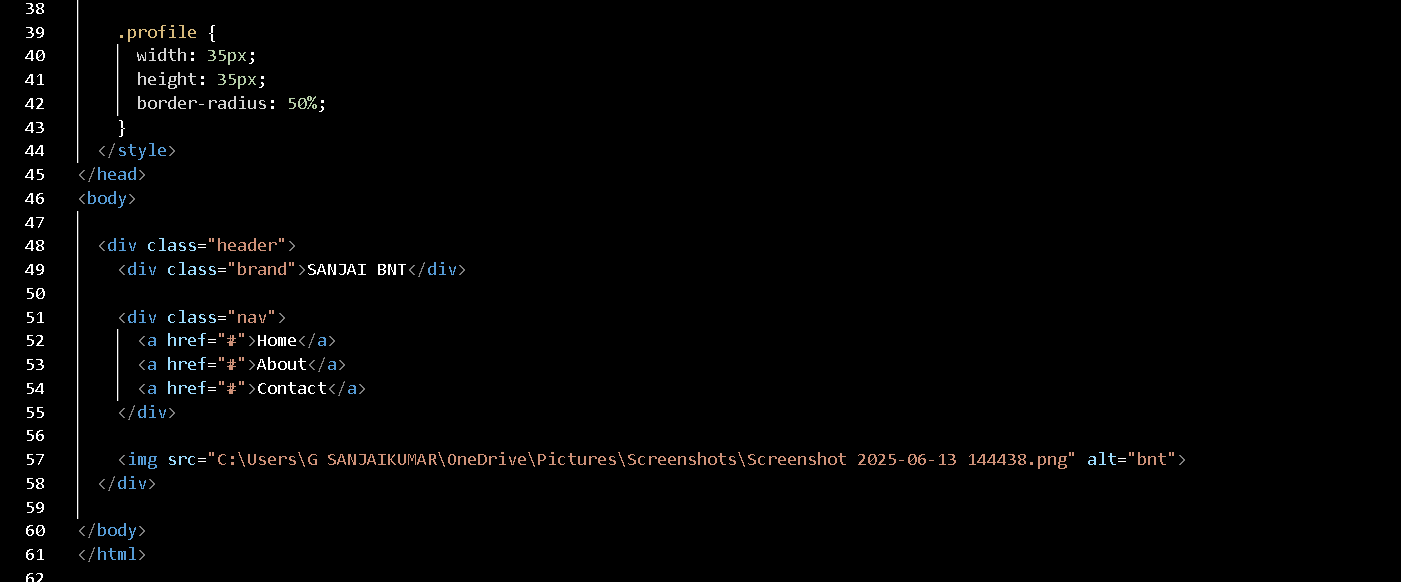 38
39 .profile {
40 width: 35px;
41 height: 35px;
42 border-radius: 50%;
43 }
44 </style>
45 </head>
46 <body>
47
48 <div class="header">
49 <div class="brand">SANJAI BNT</div>
50
51 <div class="nav">
52 <a href="#">Home</a>
53 <a href="#">About</a>
54 <a href="#">Contact</a>
55 </div>
56
57 <img src="C:\Users\G SANJAIKUMAR\OneDrive\Pictures\Screenshots\Screenshot 2025-06-13 144438.png" alt="bnt">
58 </div>
59
60 </body>
61 </html>
62